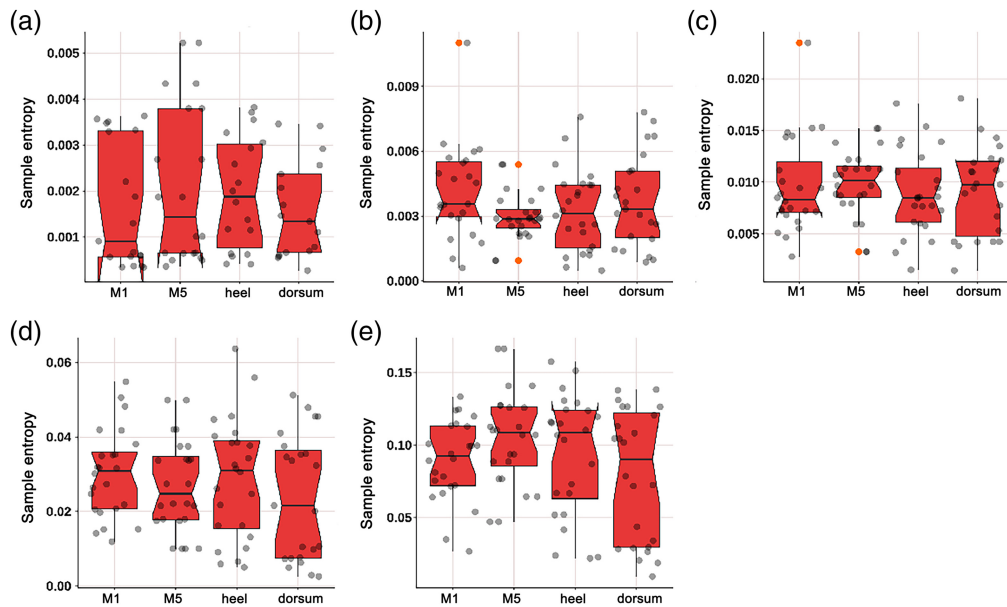 (a)
Sample entropy
0.005
0.004
0.003
0.002
0.001
M1 M5 heel dorsum
(b)
Sample entropy
0.009
0.006
0.003
0.000
M1 M5 heel dorsum
(c)
Sample entropy
0.020
0.015
0.010
0.005
M1 M5 heel dorsum
(d)
Sample entropy
0.06
0.04
0.02
0.00
M1 M5 heel dorsum
(e)
Sample entropy
0.15
0.10
0.05
M1 M5 heel dorsum